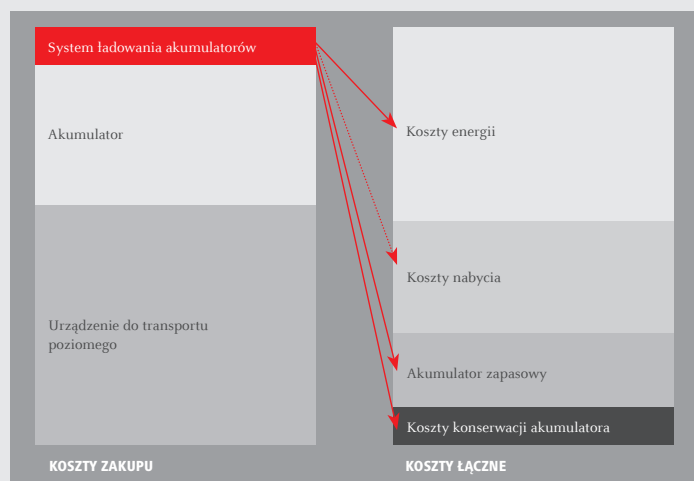 System ładowania akumulatorów
Akumulator
Urządzenie do transportu
poziomego
KOSZTY ZAKUPU
Koszty energii
Koszty nabycia
Akumulator zapasowy
Koszty konserwacji akumulatora
KOSZTY ŁĄCZNE